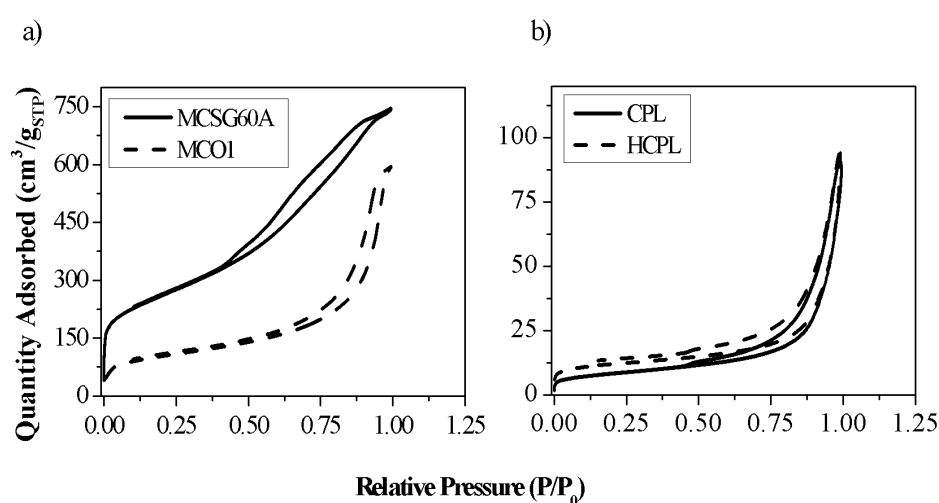 a)
b)
Quantity Adsorbed (cm³/g_STP)
750
600
450
300
150
0
MCSG60A
MCO1
0.00 0.25 0.50 0.75 1.00 1.25
100
75
50
25
0
CPL
HCPL
0.00 0.25 0.50 0.75 1.00 1.25
Relative Pressure (P/P₀)